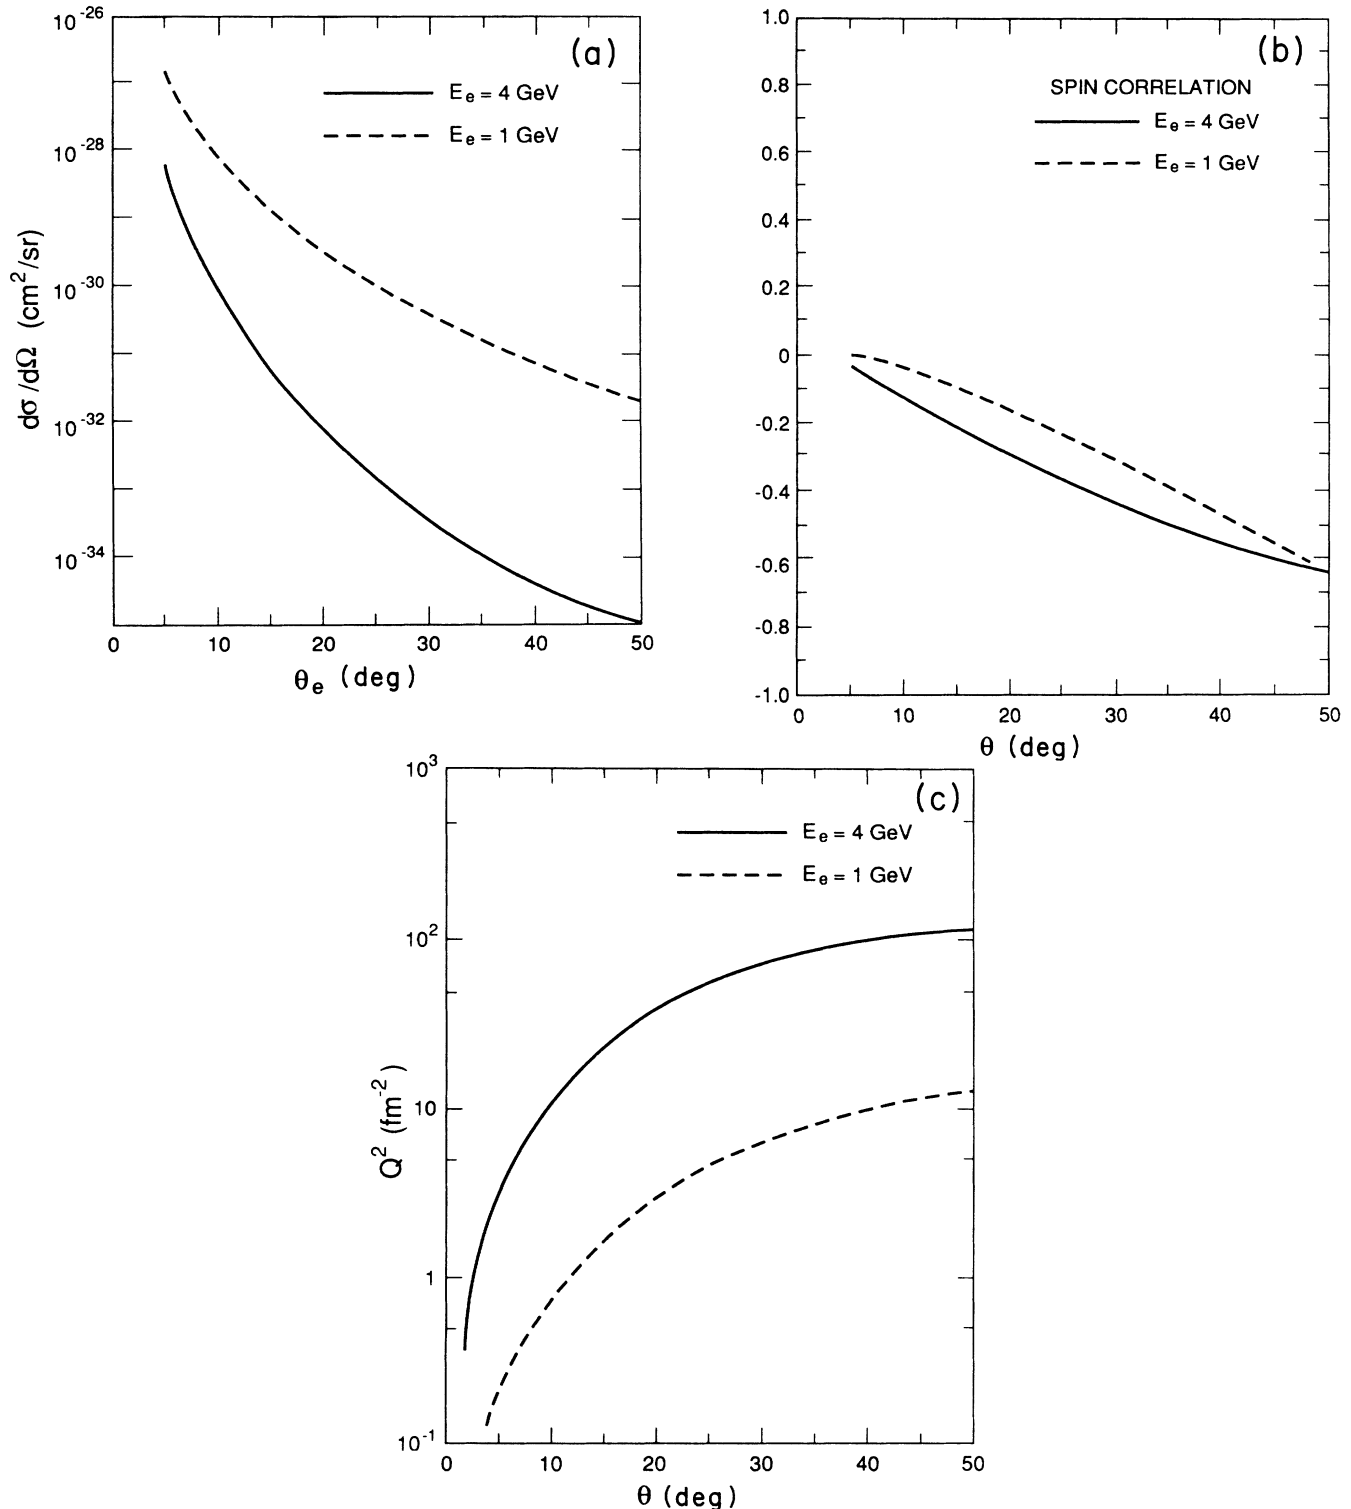 (a)
E_e = 4 GeV
E_e = 1 GeV
10^-26
10^-28
10^-30
10^-32
10^-34
dσ/dΩ (cm^2/sr)
0 10 20 30 40 50
θ_e (deg)
(b)
SPIN CORRELATION
E_e = 4 GeV
E_e = 1 GeV
1.0
0.8
0.6
0.4
0.2
0
-0.2
-0.4
-0.6
-0.8
-1.0
0 10 20 30 40 50
θ (deg)
(c)
E_e = 4 GeV
E_e = 1 GeV
10^3
10^2
10
1
10^-1
Q^2 (fm^-2)
0 10 20 30 40 50
θ (deg)